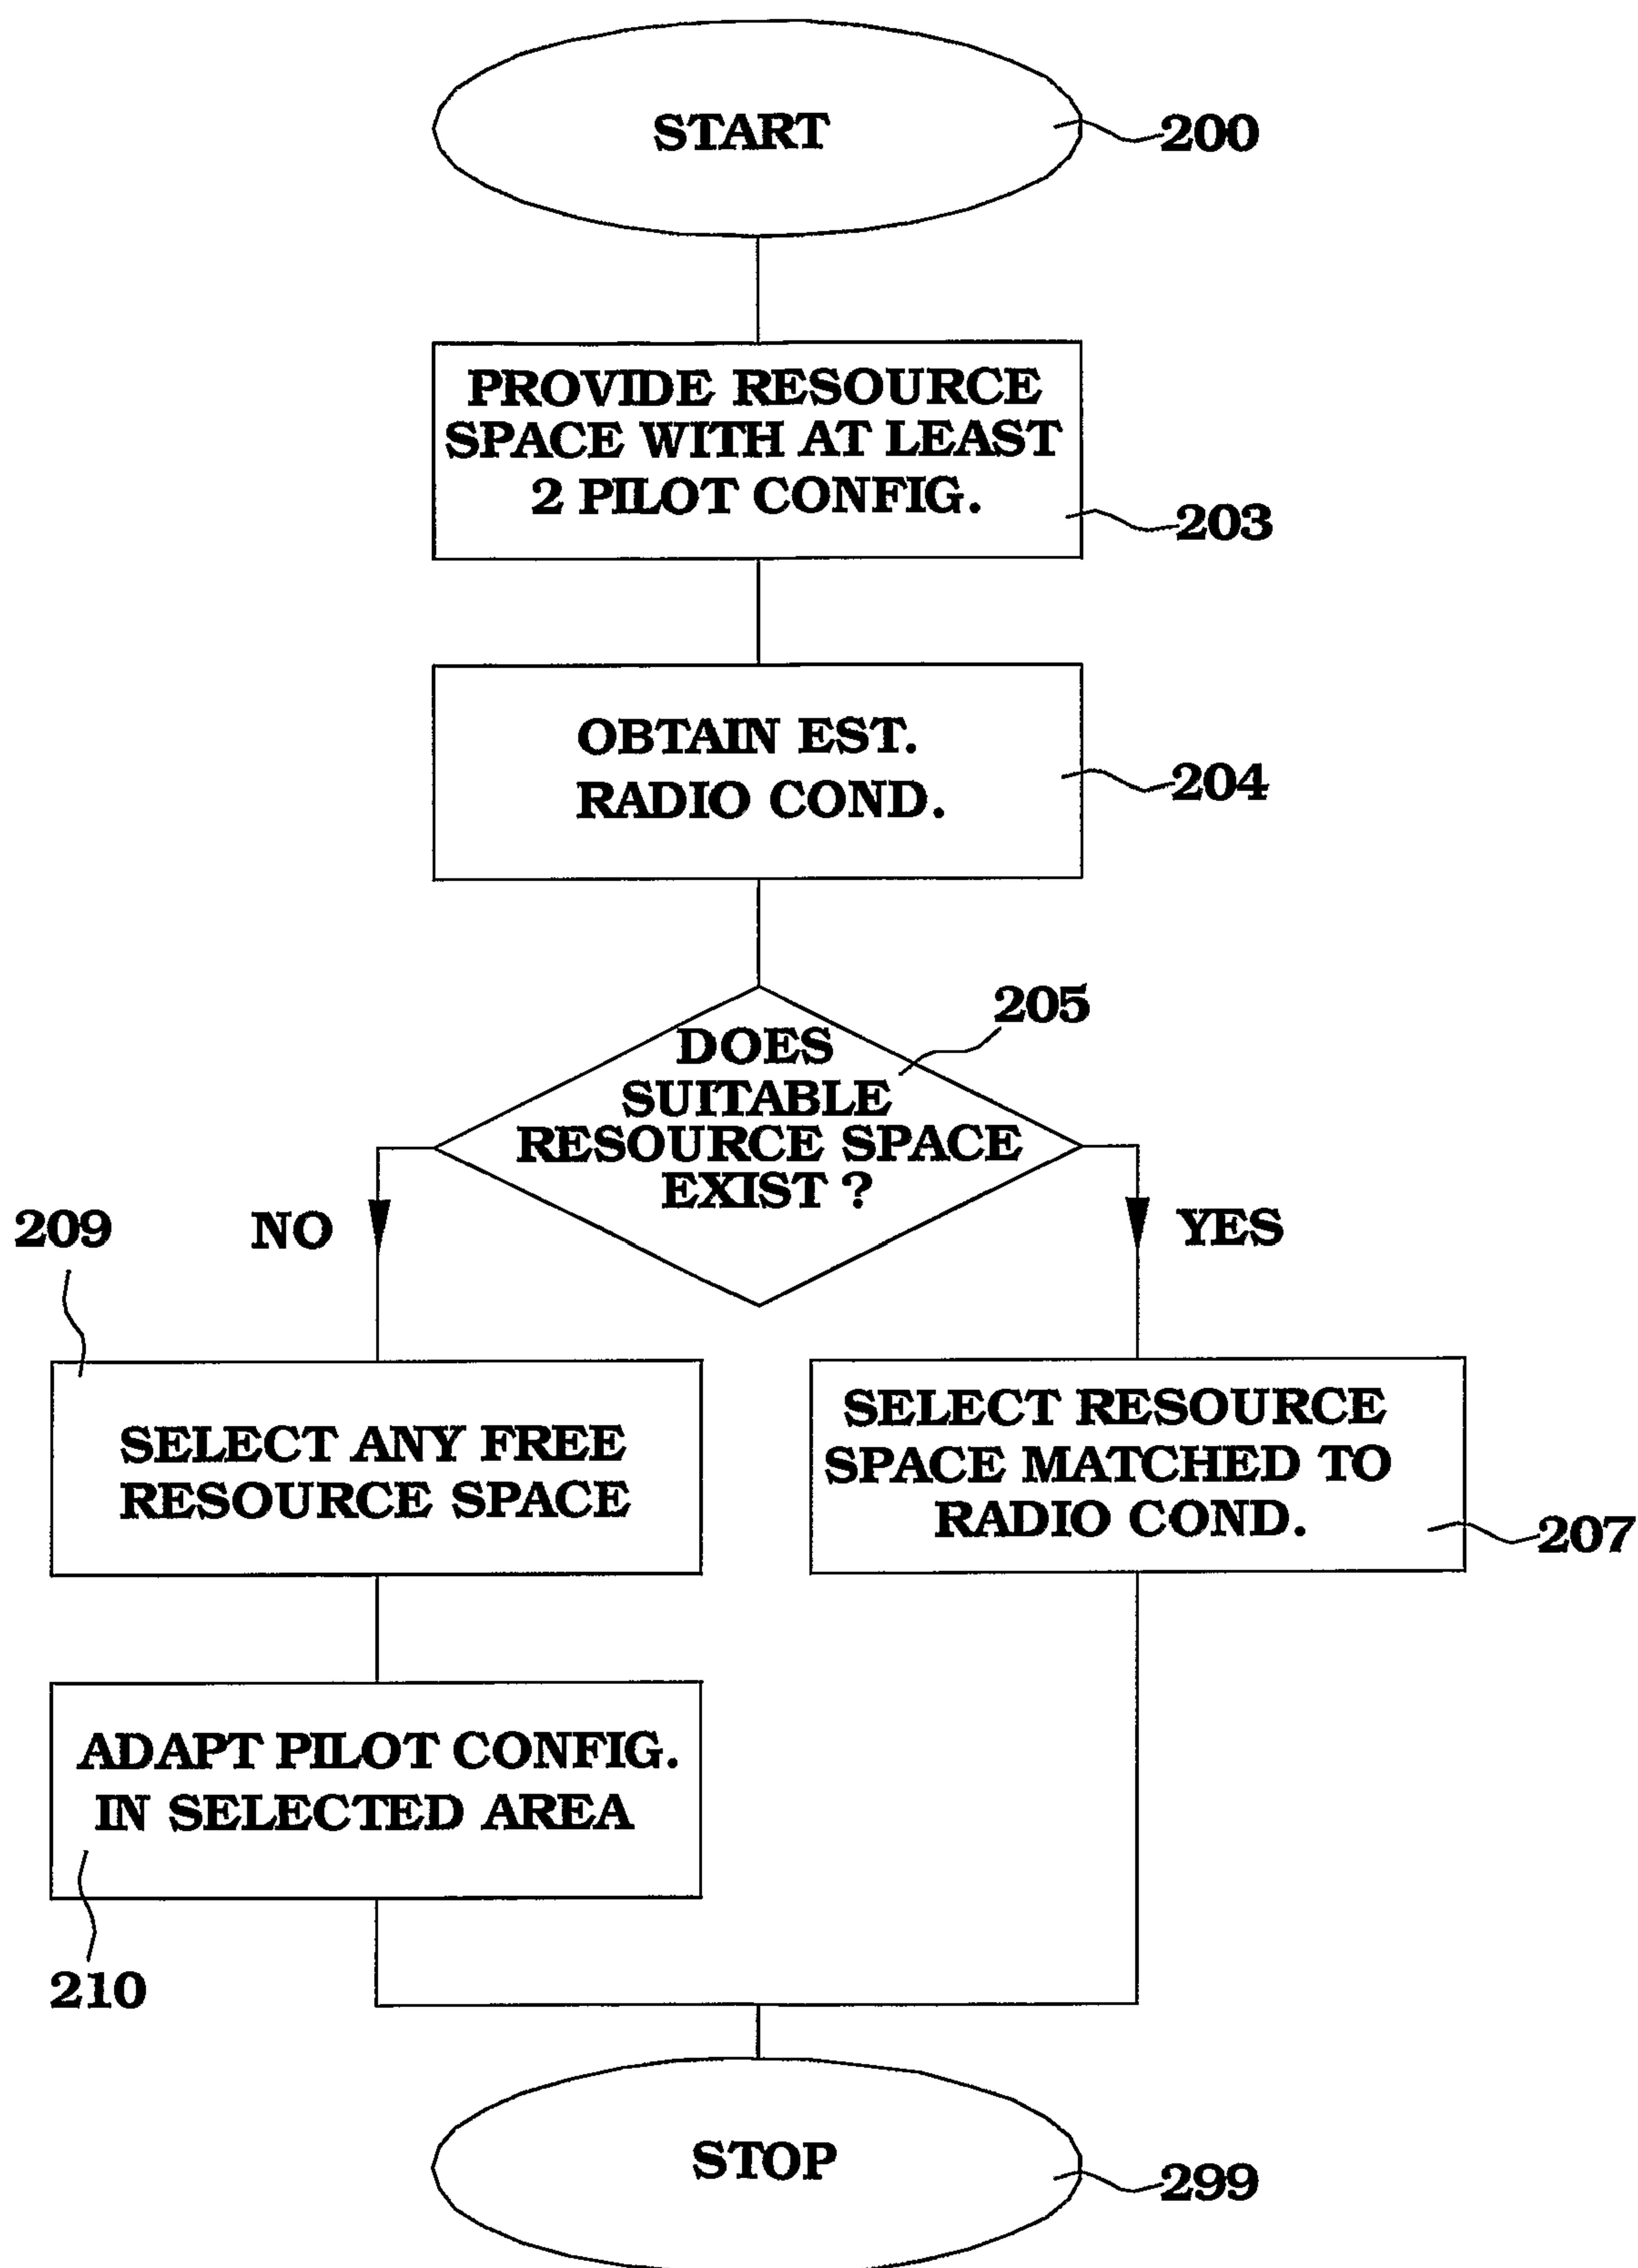 START
200
PROVIDE RESOURCE
SPACE WITH AT LEAST
2 PILOT CONFIG.
203
OBTAIN EST.
RADIO COND.
204
205
DOES
SUITABLE
RESOURCE SPACE
EXIST ?
209
NO
YES
SELECT ANY FREE
RESOURCE SPACE
SELECT RESOURCE
SPACE MATCHED TO
RADIO COND.
207
ADAPT PILOT CONFIG.
IN SELECTED AREA
210
STOP
299